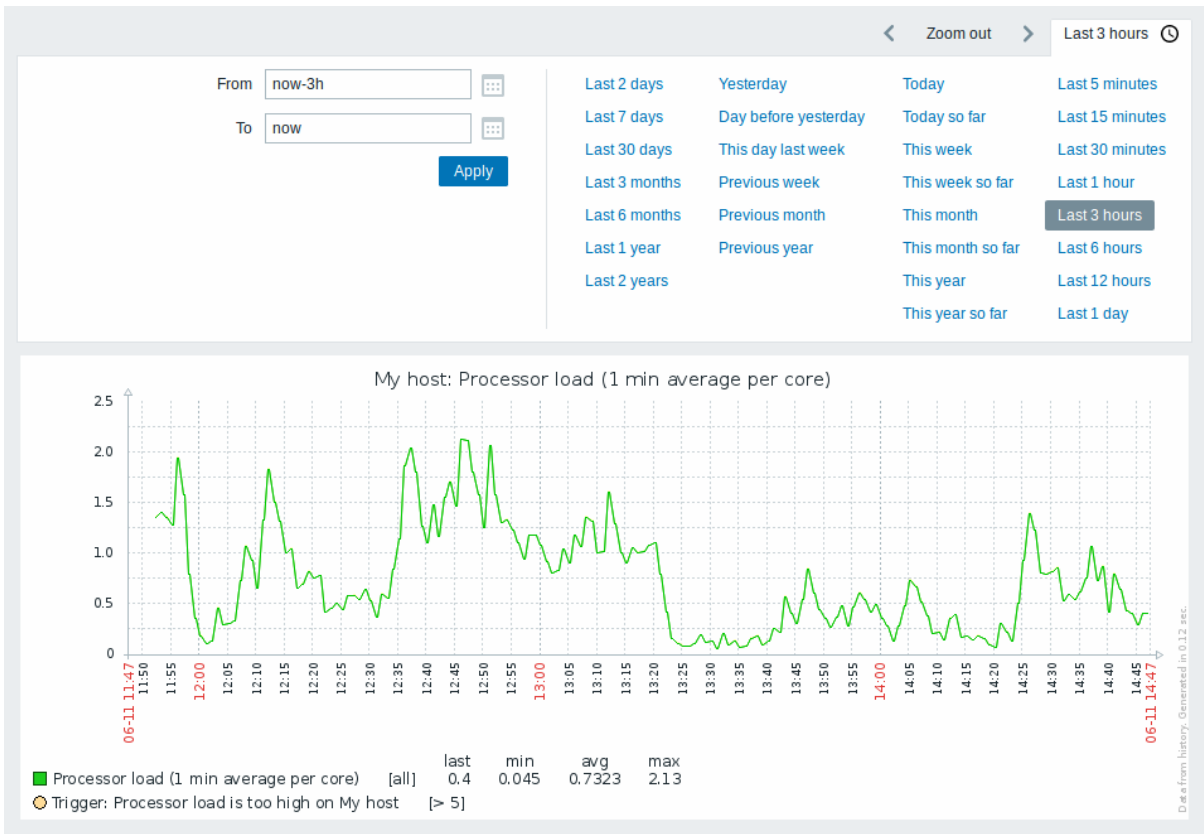 Zoom out Last 3 hours
From now-3h
To now
Apply
Last 2 days Yesterday Today Last 5 minutes
Last 7 days Day before yesterday Today so far Last 15 minutes
Last 30 days This day last week This week Last 30 minutes
Last 3 months Previous week This week so far Last 1 hour
Last 6 months Previous month This month Last 3 hours
Last 1 year Previous year This month so far Last 6 hours
Last 2 years This year Last 12 hours
This year so far Last 1 day
My host: Processor load (1 min average per core)
2.5
2.0
1.5
1.0
0.5
0
06-11 11:47 11:50 11:55 12:00 12:05 12:10 12:15 12:20 12:25 12:30 12:35 12:40 12:45 12:50 12:55 13:00 13:05 13:10 13:15 13:20 13:25 13:30 13:35 13:40 13:45 13:50 13:55 14:00 14:05 14:10 14:15 14:20 14:25 14:30 14:35 14:40 14:45 06-11 14:47
last min avg max
Processor load (1 min average per core) [all] 0.4 0.045 0.7323 2.13
Trigger: Processor load is too high on My host [> 5]
Data from history. Generated in 0.12 sec.